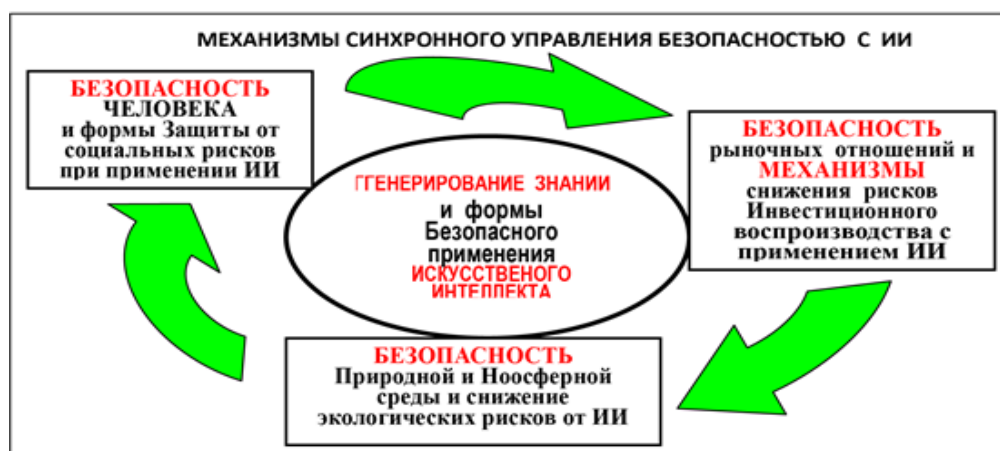 МЕХАНИЗМЫ СИНХРОННОГО УПРАВЛЕНИЯ БЕЗОПАСНОСТЬЮ С ИИ
БЕЗОПАСНОСТЬ
ЧЕЛОВЕКА
и формы Защиты от
социальных рисков
при применении ИИ
БЕЗОПАСНОСТЬ
рыночных отношений и
МЕХАНИЗМЫ
снижения рисков
Инвестиционного
воспроизводства с
применением ИИ
ГГЕНЕРИРОВАНИЕ ЗНАНИИ
и формы
Безопасного
применения
ИСКУССТВЕНОГО
ИНТЕЛЛЕКТА
БЕЗОПАСНОСТЬ
Природной и Ноосферной
среды и снижение
экологических рисков от ИИ